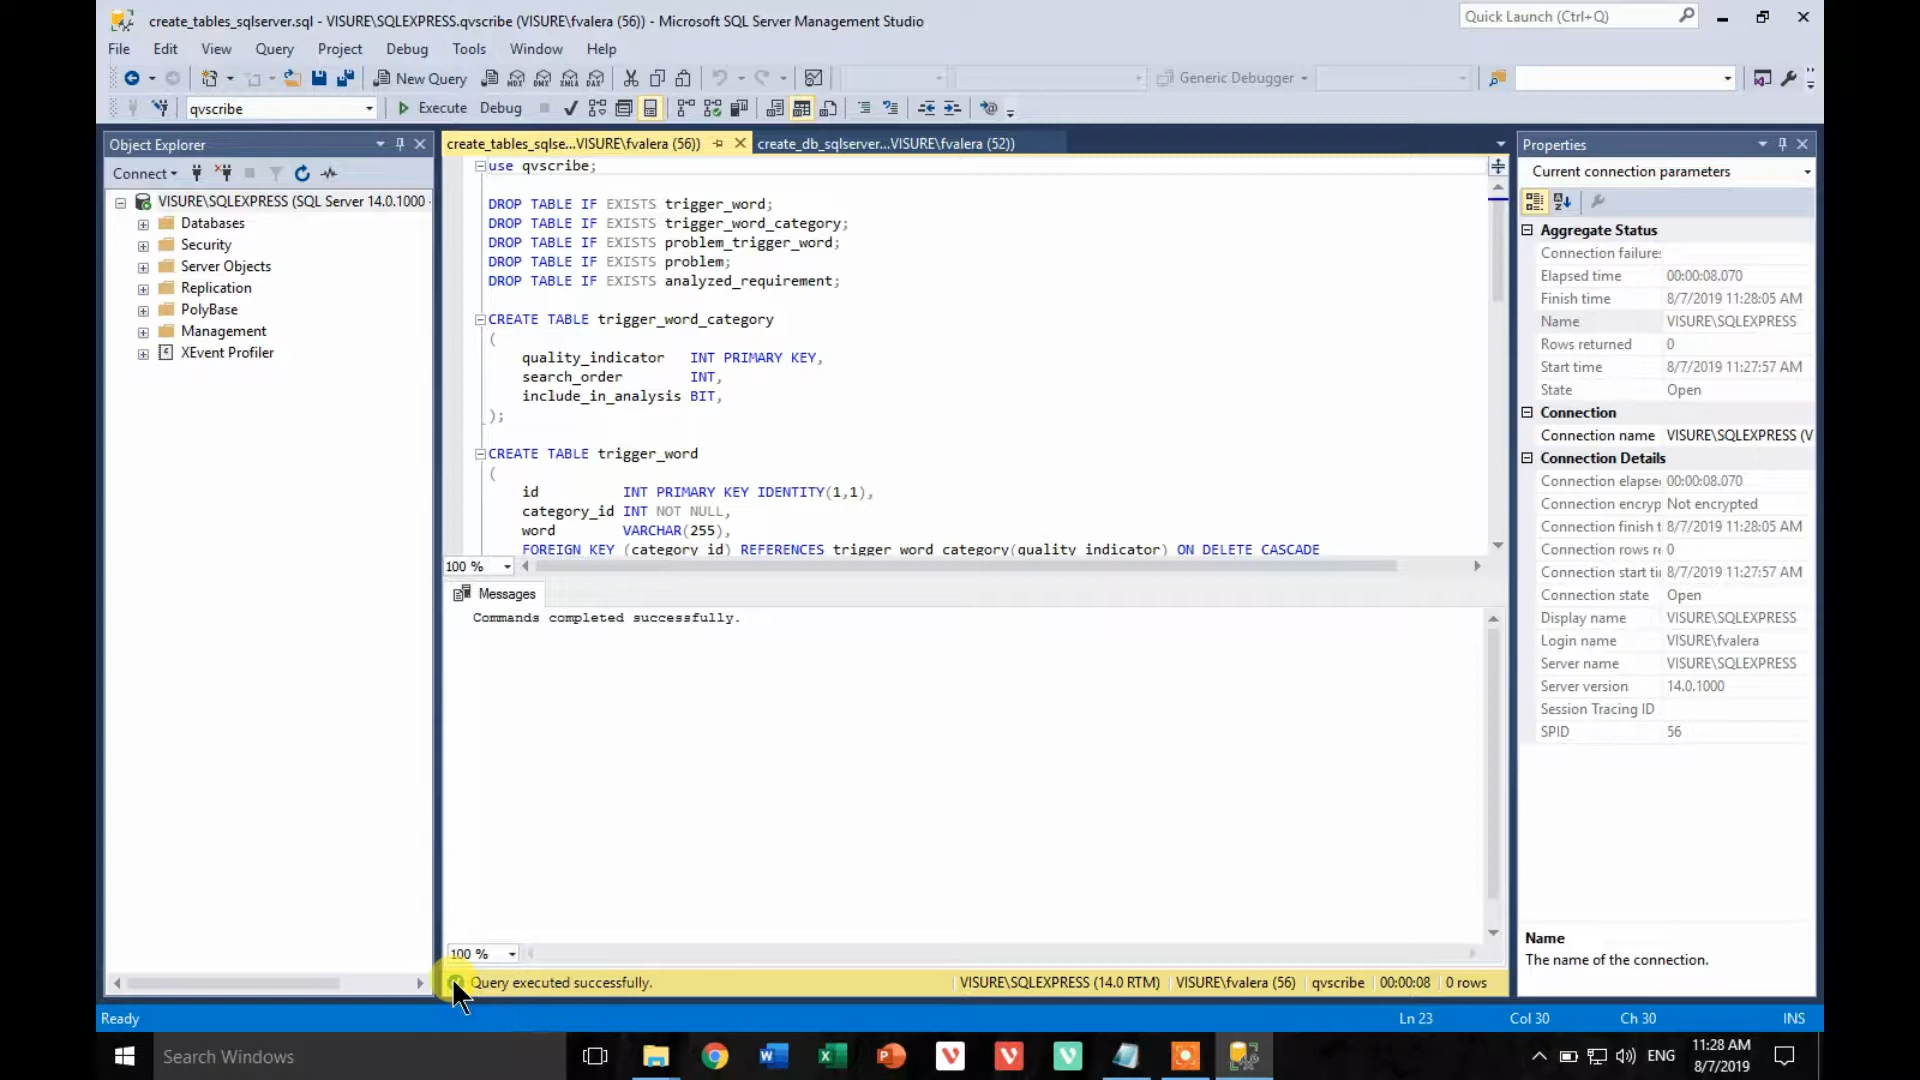 create_tables_sqlserver.sql - VISURE\SQLEXPRESS.qvscribe (VISURE\fvalera (56)) - Microsoft SQL Server Management Studio
Quick Launch (Ctrl+Q)
File Edit View Query Project Debug Tools Window Help
New Query
Generic Debugger
qvscribe
Execute Debug
Object Explorer
Connect
VISURE\SQLEXPRESS (SQL Server 14.0.1000 -
Databases
Security
Server Objects
Replication
PolyBase
Management
XEvent Profiler
create_tables_sqlse...VISURE\fvalera (56))
create_db_sqlserver...VISURE\fvalera (52))
use qvscribe;
DROP TABLE IF EXISTS trigger_word;
DROP TABLE IF EXISTS trigger_word_category;
DROP TABLE IF EXISTS problem_trigger_word;
DROP TABLE IF EXISTS problem;
DROP TABLE IF EXISTS analyzed_requirement;
CREATE TABLE trigger_word_category
(
quality_indicator INT PRIMARY KEY,
search_order INT,
include_in_analysis BIT,
);
CREATE TABLE trigger_word
(
id INT PRIMARY KEY IDENTITY(1,1),
category_id INT NOT NULL,
word VARCHAR(255),
FOREIGN KEY (category_id) REFERENCES trigger_word_category(quality_indicator) ON DELETE CASCADE
100 %
Messages
Commands completed successfully.
100 %
Query executed successfully.
VISURE\SQLEXPRESS (14.0 RTM) VISURE\fvalera (56) qvscribe 00:00:08 0 rows
Properties
Current connection parameters
Aggregate Status
Connection failure:
Elapsed time 00:00:08.070
Finish time 8/7/2019 11:28:05 AM
Name VISURE\SQLEXPRESS
Rows returned 0
Start time 8/7/2019 11:27:57 AM
State Open
Connection
Connection name VISURE\SQLEXPRESS (V
Connection Details
Connection elapse 00:00:08.070
Connection encryp Not encrypted
Connection finish t 8/7/2019 11:28:05 AM
Connection rows re 0
Connection start ti 8/7/2019 11:27:57 AM
Connection state Open
Display name VISURE\SQLEXPRESS
Login name VISURE\fvalera
Server name VISURE\SQLEXPRESS
Server version 14.0.1000
Session Tracing ID
SPID 56
Name
The name of the connection.
Ready
Ln 23 Col 30 Ch 30 INS
Search Windows
ENG
11:28 AM
8/7/2019